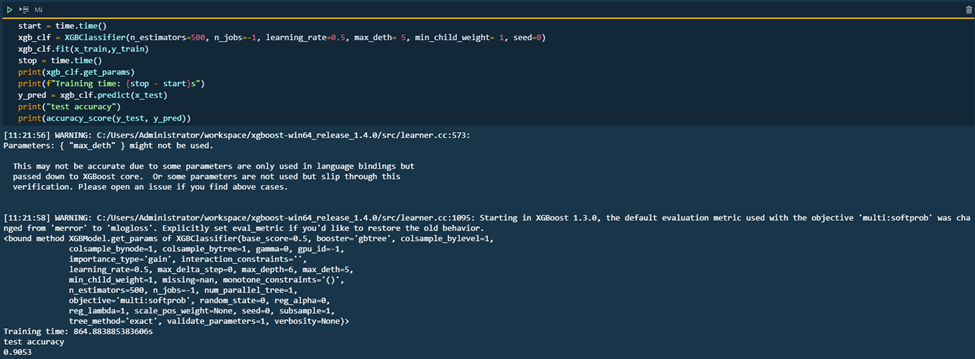 M↓
start = time.time()
xgb_clf = XGBClassifier(n_estimators=500, n_jobs=-1, learning_rate=0.5, max_deth= 5, min_child_weight= 1, seed=0)
xgb_clf.fit(x_train,y_train)
stop = time.time()
print(xgb_clf.get_params)
print(f"Training time: {stop - start}s")
y_pred = xgb_clf.predict(x_test)
print("test accuracy")
print(accuracy_score(y_test, y_pred))
[11:21:56] WARNING: C:/Users/Administrator/workspace/xgboost-win64_release_1.4.0/src/learner.cc:573:
Parameters: { "max_deth" } might not be used.
This may not be accurate due to some parameters are only used in language bindings but
passed down to XGBoost core.  Or some parameters are not used but slip through this
verification. Please open an issue if you find above cases.
[11:21:58] WARNING: C:/Users/Administrator/workspace/xgboost-win64_release_1.4.0/src/learner.cc:1095: Starting in XGBoost 1.3.0, the default evaluation metric used with the objective 'multi:softprob' was cha
nged from 'merror' to 'mlogloss'. Explicitly set eval_metric if you'd like to restore the old behavior.
<bound method XGBModel.get_params of XGBClassifier(base_score=0.5, booster='gbtree', colsample_bylevel=1,
colsample_bynode=1, colsample_bytree=1, gamma=0, gpu_id=-1,
importance_type='gain', interaction_constraints='',
learning_rate=0.5, max_delta_step=0, max_depth=6, max_deth=5,
min_child_weight=1, missing=nan, monotone_constraints='()',
n_estimators=500, n_jobs=-1, num_parallel_tree=1,
objective='multi:softprob', random_state=0, reg_alpha=0,
reg_lambda=1, scale_pos_weight=None, seed=0, subsample=1,
tree_method='exact', validate_parameters=1, verbosity=None)>
Training time: 864.883885383606s
test accuracy
0.9053